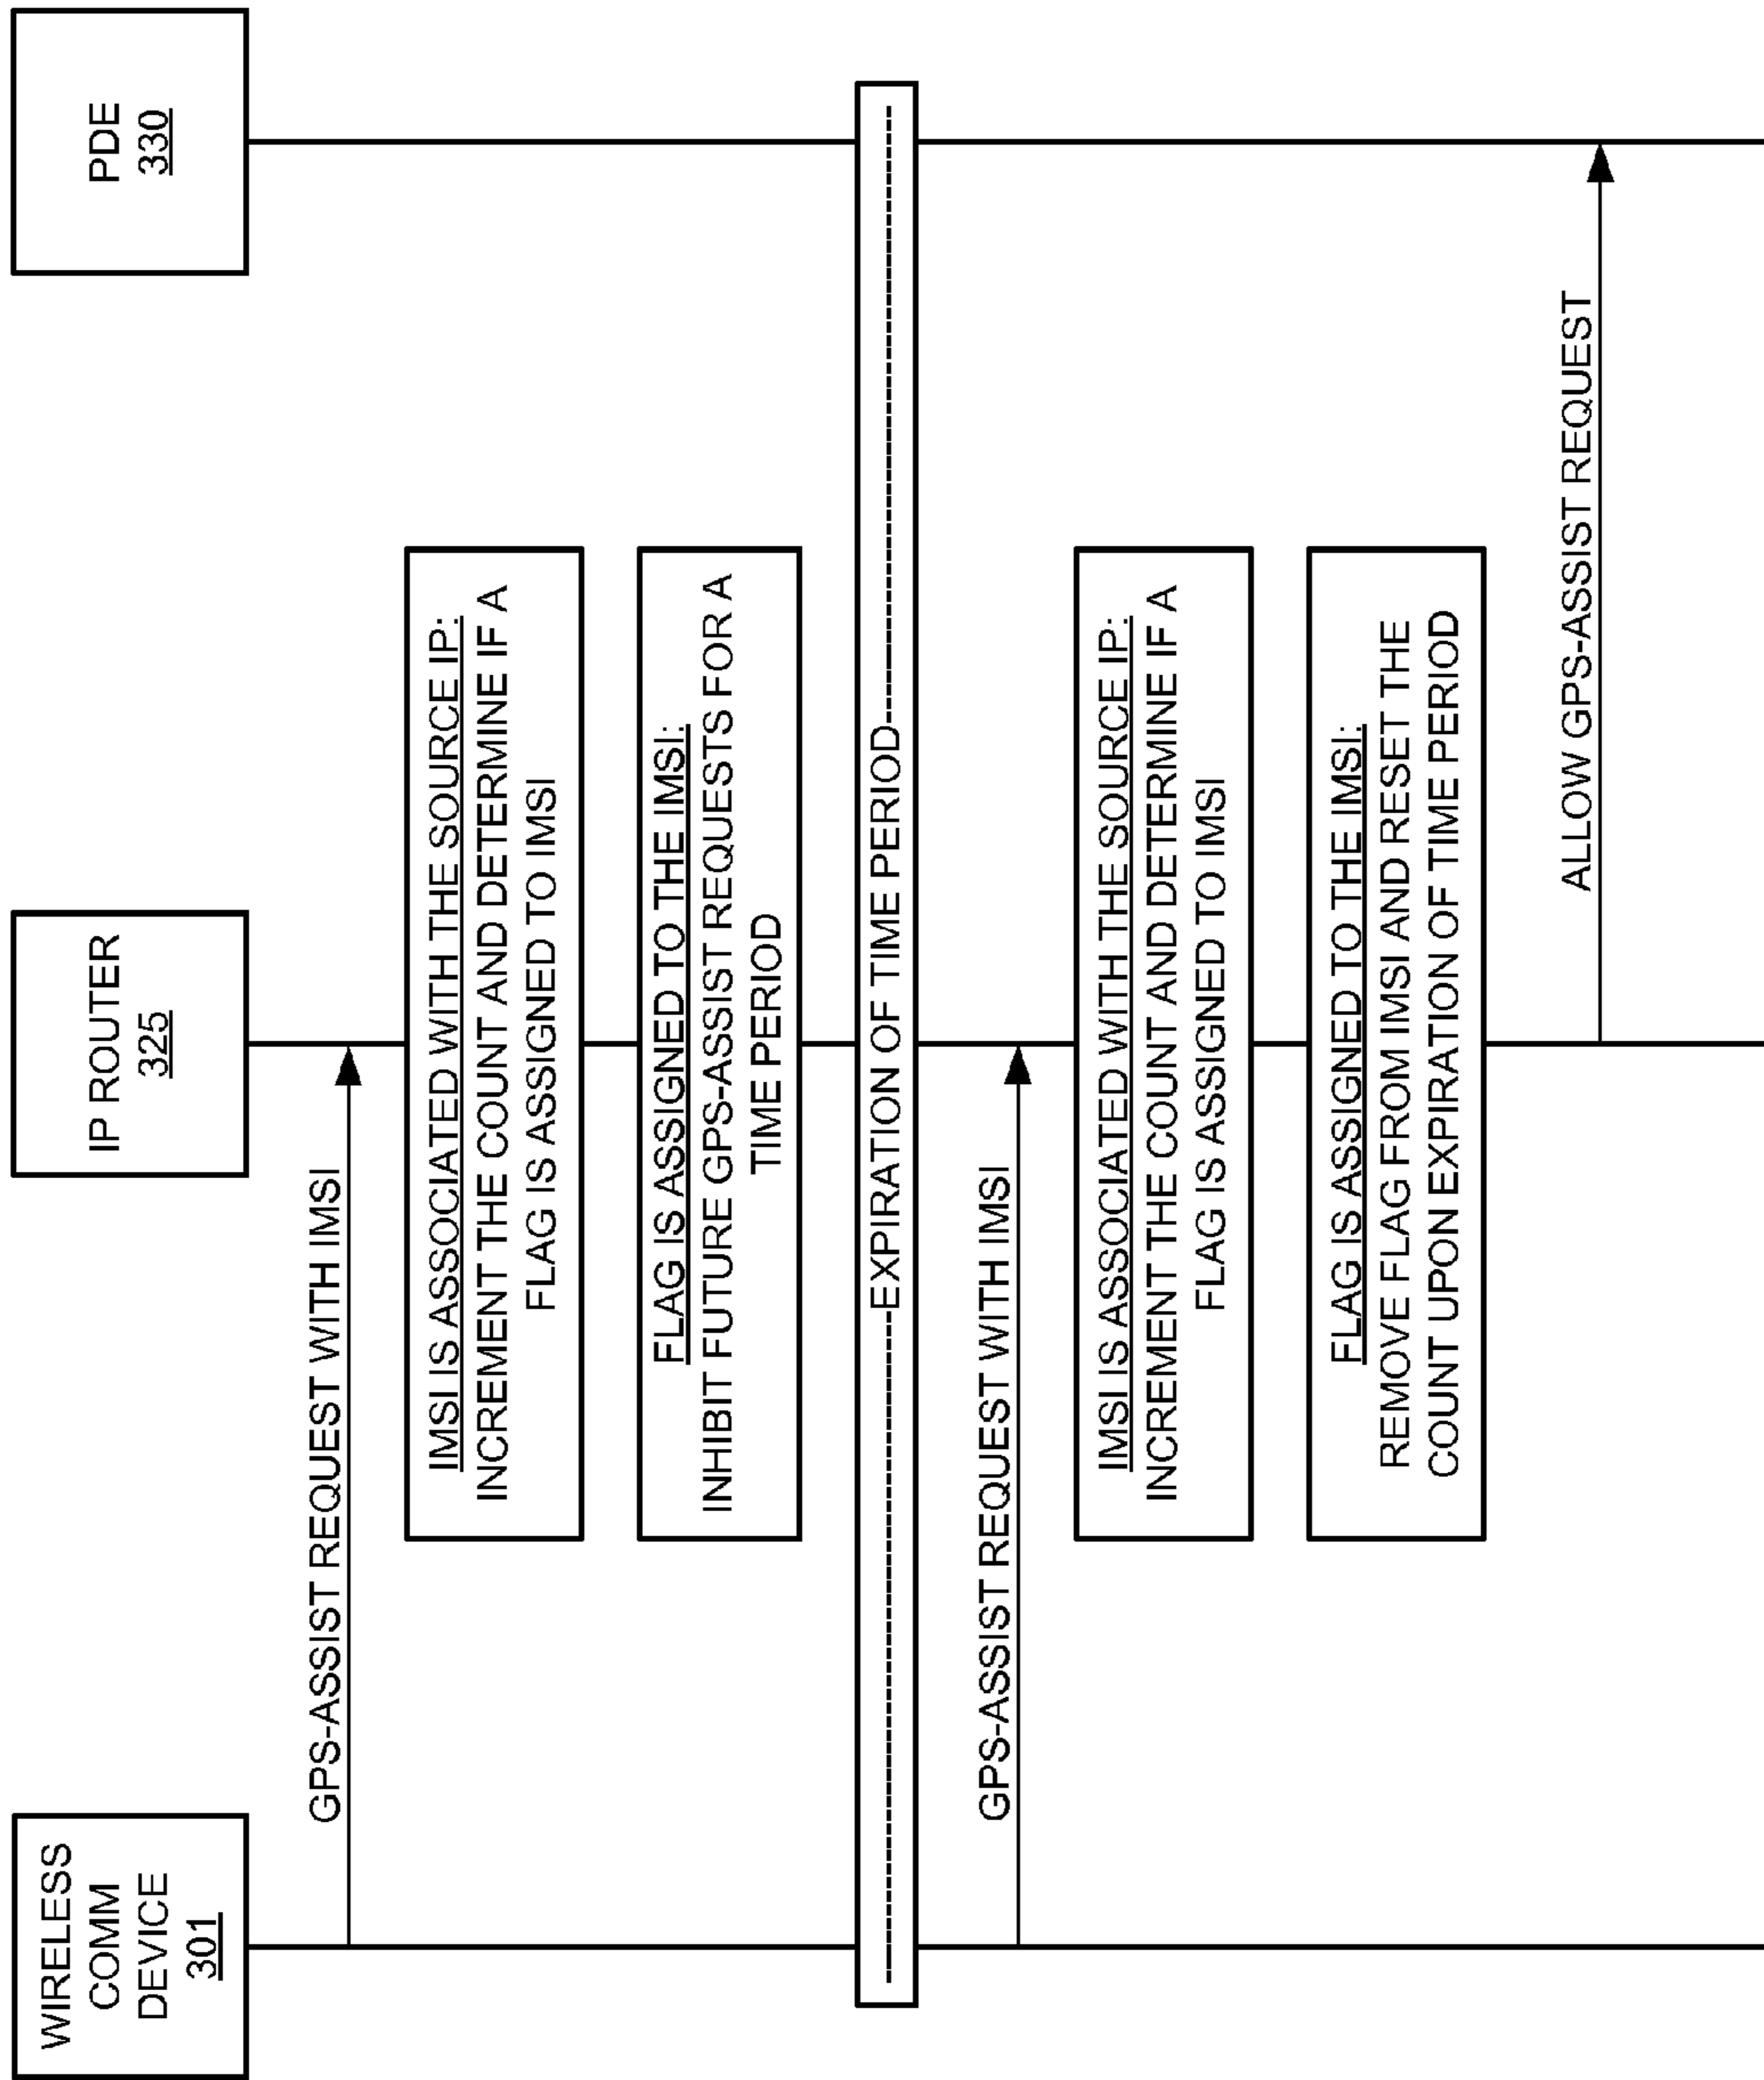 WIRELESS
COMM
DEVICE
301
IP ROUTER
325
PDE
330
GPS-ASSIST REQUEST WITH IMSI
IMSI IS ASSOCIATED WITH THE SOURCE IP:
INCREMENT THE COUNT AND DETERMINE IF A
FLAG IS ASSIGNED TO IMSI
FLAG IS ASSIGNED TO THE IMSI:
INHIBIT FUTURE GPS-ASSIST REQUESTS FOR A
TIME PERIOD
EXPIRATION OF TIME PERIOD
GPS-ASSIST REQUEST WITH IMSI
IMSI IS ASSOCIATED WITH THE SOURCE IP:
INCREMENT THE COUNT AND DETERMINE IF A
FLAG IS ASSIGNED TO IMSI
FLAG IS ASSIGNED TO THE IMSI:
REMOVE FLAG FROM IMSI AND RESET THE
COUNT UPON EXPIRATION OF TIME PERIOD
ALLOW GPS-ASSIST REQUEST